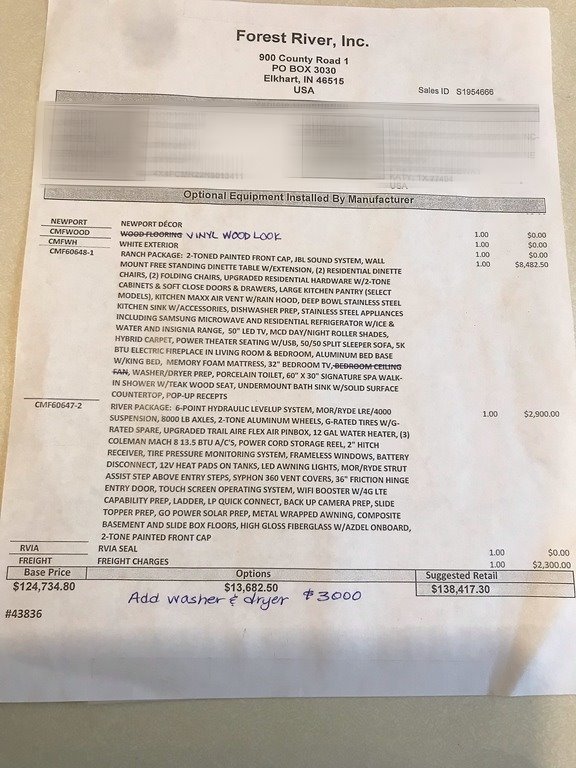 Forest River, Inc.
900 County Road 1
PO BOX 3030
Elkhart, IN 46515
USA
Sales ID S1954666
KATY, TX 77494
USA
Optional Equipment Installed By Manufacturer
NEWPORT NEWPORT DÉCOR
CMFWOOD WOOD FLOORING VINYL WOOD LOOK 1.00 $0.00
CMFWH WHITE EXTERIOR 1.00 $0.00
CMF60648-1 RANCH PACKAGE: 2-TONED PAINTED FRONT CAP, JBL SOUND SYSTEM, WALL 1.00 $8,482.50
MOUNT FREE STANDING DINETTE TABLE W/EXTENSION, (2) RESIDENTIAL DINETTE
CHAIRS, (2) FOLDING CHAIRS, UPGRADED RESIDENTIAL HARDWARE W/2-TONE
CABINETS & SOFT CLOSE DOORS & DRAWERS, LARGE KITCHEN PANTRY (SELECT
MODELS), KITCHEN MAXX AIR VENT W/RAIN HOOD, DEEP BOWL STAINLESS STEEL
KITCHEN SINK W/ACCESSORIES, DISHWASHER PREP, STAINLESS STEEL APPLIANCES
INCLUDING SAMSUNG MICROWAVE AND RESIDENTIAL REFRIGERATOR W/ICE &
WATER AND INSIGNIA RANGE, 50" LED TV, MCD DAY/NIGHT ROLLER SHADES,
HYBRID CARPET, POWER THEATER SEATING W/USB, 50/50 SPLIT SLEEPER SOFA, 5K
BTU ELECTRIC FIREPLACE IN LIVING ROOM & BEDROOM, ALUMINUM BED BASE
W/KING BED, MEMORY FOAM MATTRESS, 32" BEDROOM TV, BEDROOM CEILING
FAN, WASHER/DRYER PREP, PORCELAIN TOILET, 60" X 30" SIGNATURE SPA WALK-
IN SHOWER W/TEAK WOOD SEAT, UNDERMOUNT BATH SINK W/SOLID SURFACE
COUNTERTOP, POP-UP RECEPTS
CMF60647-2 RIVER PACKAGE: 6-POINT HYDRAULIC LEVELUP SYSTEM, MOR/RYDE LRE/4000 1.00 $2,900.00
SUSPENSION, 8000 LB AXLES, 2-TONE ALUMINUM WHEELS, G-RATED TIRES W/G-
RATED SPARE, UPGRADED TRAIL AIRE FLEX AIR PINBOX, 12 GAL WATER HEATER, (3)
COLEMAN MACH 8 13.5 BTU A/C'S, POWER CORD STORAGE REEL, 2" HITCH
RECEIVER, TIRE PRESSURE MONITORING SYSTEM, FRAMELESS WINDOWS, BATTERY
DISCONNECT, 12V HEAT PADS ON TANKS, LED AWNING LIGHTS, MOR/RYDE STRUT
ASSIST STEP ABOVE ENTRY STEPS, SYPHON 360 VENT COVERS, 36" FRICTION HINGE
ENTRY DOOR, TOUCH SCREEN OPERATING SYSTEM, WIFI BOOSTER W/4G LTE
CAPABILITY PREP, LADDER, LP QUICK CONNECT, BACK UP CAMERA PREP, SLIDE
TOPPER PREP, GO POWER SOLAR PREP, METAL WRAPPED AWNING, COMPOSITE
BASEMENT AND SLIDE BOX FLOORS, HIGH GLOSS FIBERGLASS W/AZDEL ONBOARD,
2-TONE PAINTED FRONT CAP
RVIA RVIA SEAL 1.00 $0.00
FREIGHT FREIGHT CHARGES 1.00 $2,300.00
Base Price Options Suggested Retail
$124,734.80 $13,682.50 $138,417.30
Add washer & dryer $3000
#43836